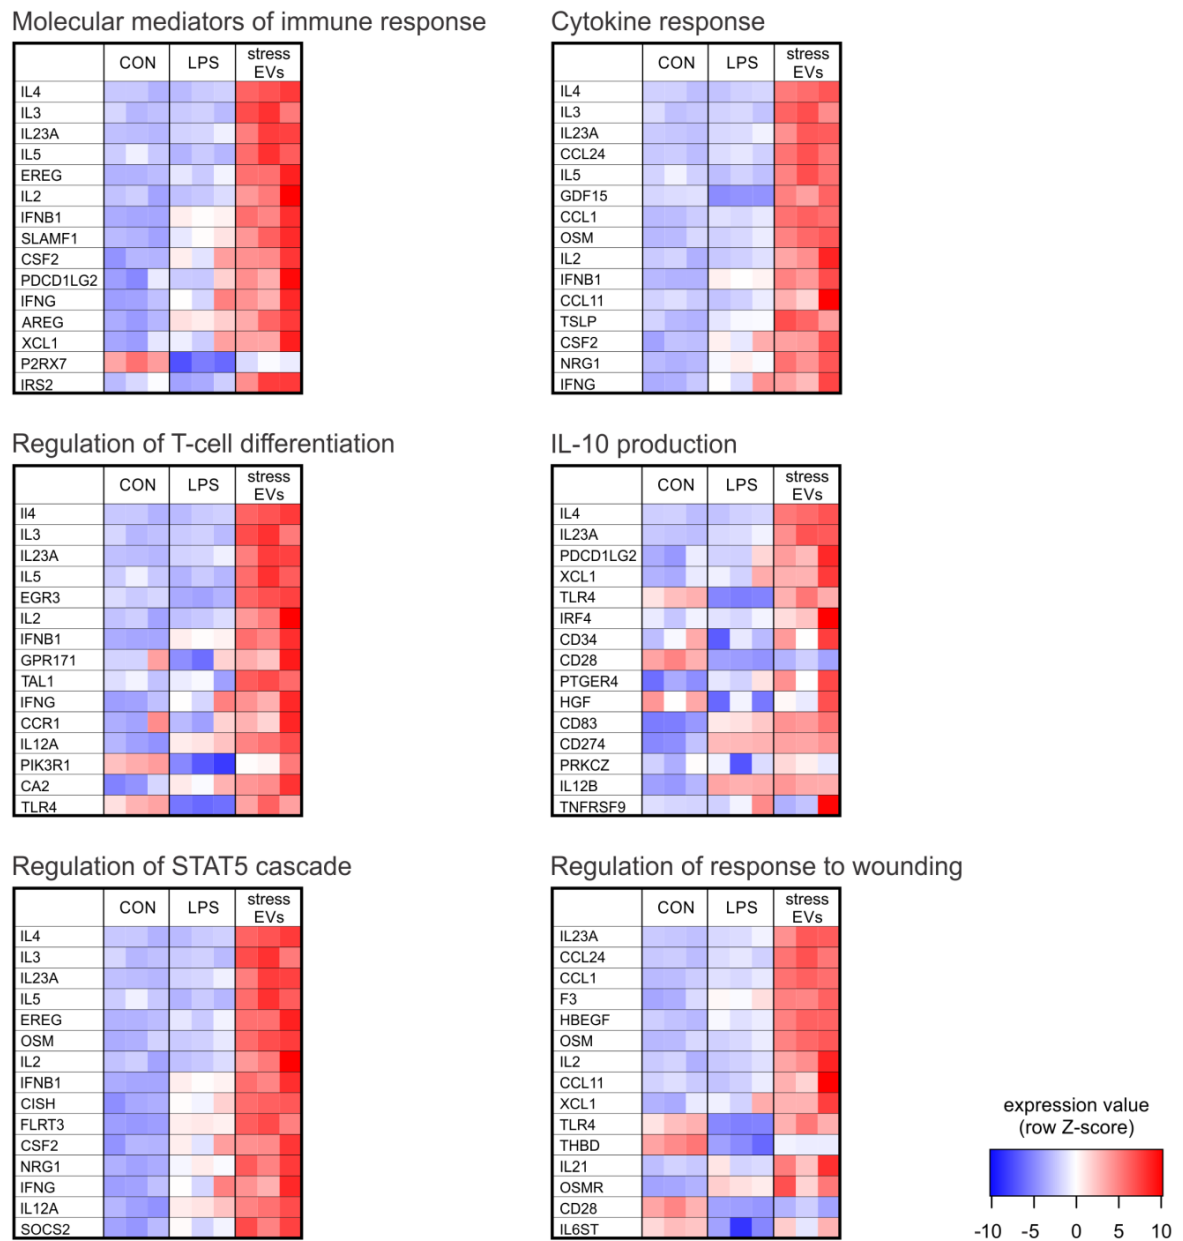 Molecular mediators of immune response
CON LPS stress
EVs
IL4
IL3
IL23A
IL5
EREG
IL2
IFNB1
SLAMF1
CSF2
PDCD1LG2
IFNG
AREG
XCL1
P2RX7
IRS2
Cytokine response
CON LPS stress
EVs
IL4
IL3
IL23A
CCL24
IL5
GDF15
CCL1
OSM
IL2
IFNB1
CCL11
TSLP
CSF2
NRG1
IFNG
Regulation of T-cell differentiation
CON LPS stress
EVs
Il4
IL3
IL23A
IL5
EGR3
IL2
IFNB1
GPR171
TAL1
IFNG
CCR1
IL12A
PIK3R1
CA2
TLR4
IL-10 production
CON LPS stress
EVs
IL4
IL23A
PDCD1LG2
XCL1
TLR4
IRF4
CD34
CD28
PTGER4
HGF
CD83
CD274
PRKCZ
IL12B
TNFRSF9
Regulation of STAT5 cascade
CON LPS stress
EVs
IL4
IL3
IL23A
IL5
EREG
OSM
IL2
IFNB1
CISH
FLRT3
CSF2
NRG1
IFNG
IL12A
SOCS2
Regulation of response to wounding
CON LPS stress
EVs
IL23A
CCL24
CCL1
F3
HBEGF
OSM
IL2
CCL11
XCL1
TLR4
THBD
IL21
OSMR
CD28
IL6ST
expression value
(row Z-score)
-10 -5 0 5 10